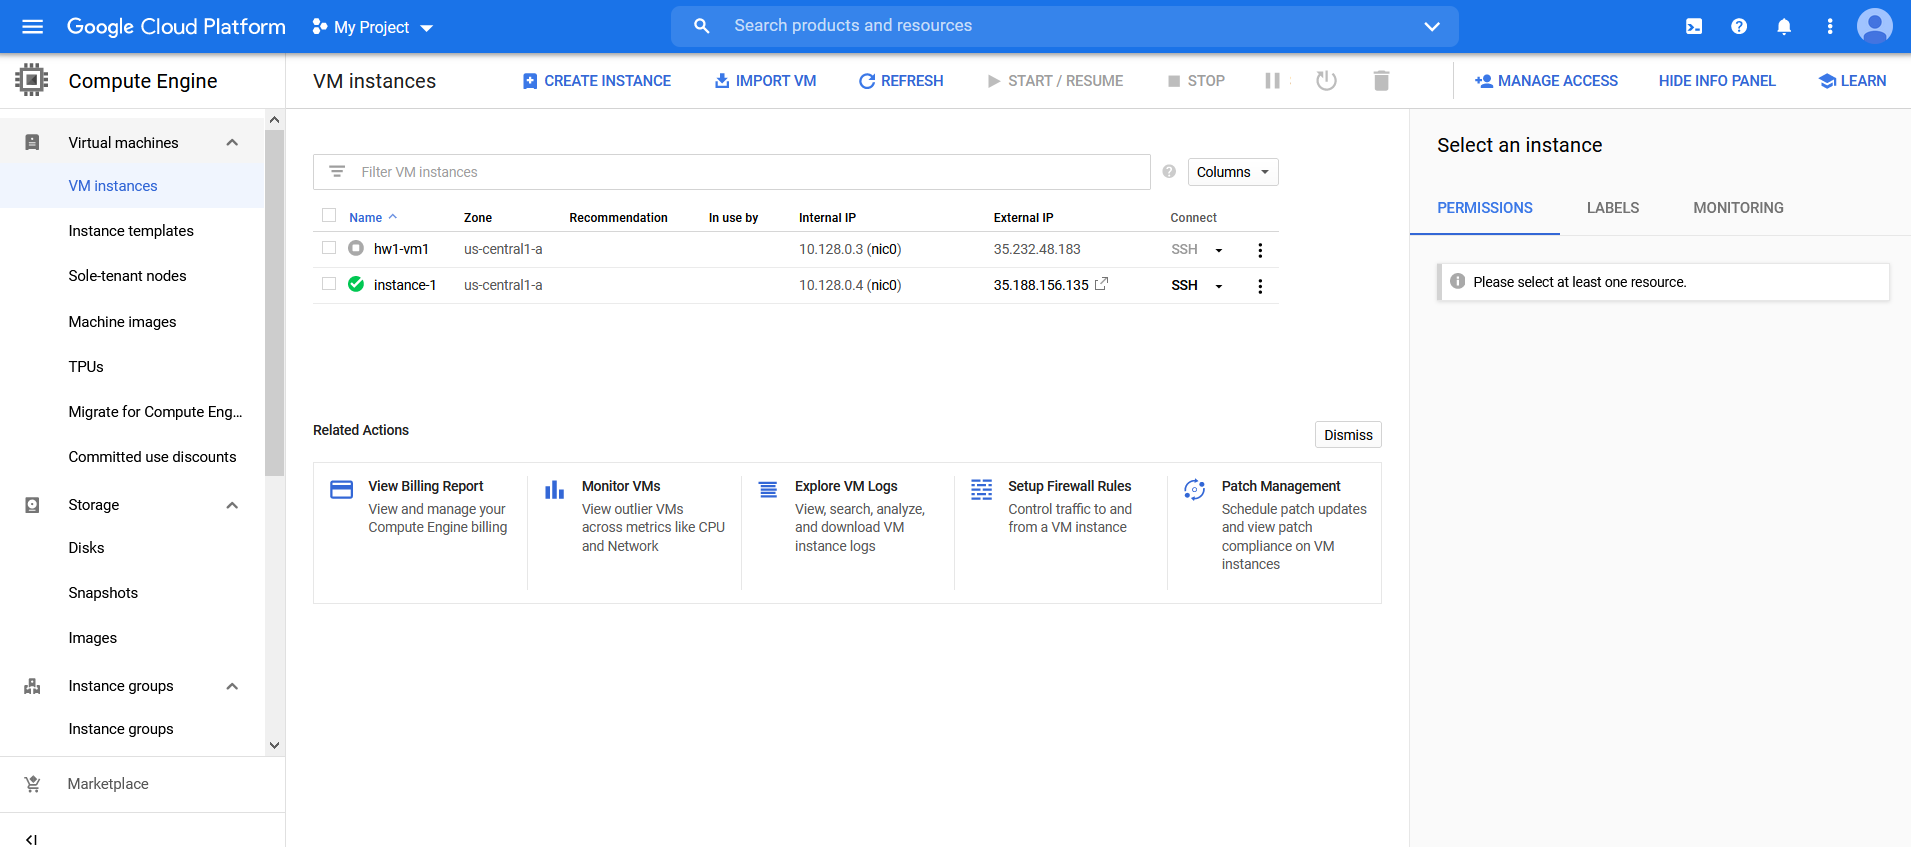 Google Cloud Platform
My Project
Search products and resources
Compute Engine
VM instances
CREATE INSTANCE
IMPORT VM
REFRESH
START / RESUME
STOP
MANAGE ACCESS
HIDE INFO PANEL
LEARN
Virtual machines
VM instances
Instance templates
Sole-tenant nodes
Machine images
TPUs
Migrate for Compute Eng...
Committed use discounts
Storage
Disks
Snapshots
Images
Instance groups
Instance groups
Marketplace
Filter VM instances
Columns
Name Zone Recommendation In use by Internal IP External IP Connect
hw1-vm1 us-central1-a 10.128.0.3 (nic0) 35.232.48.183 SSH
instance-1 us-central1-a 10.128.0.4 (nic0) 35.188.156.135 SSH
Related Actions
Dismiss
View Billing Report
View and manage your
Compute Engine billing
Monitor VMs
View outlier VMs
across metrics like CPU
and Network
Explore VM Logs
View, search, analyze,
and download VM
instance logs
Setup Firewall Rules
Control traffic to and
from a VM instance
Patch Management
Schedule patch updates
and view patch
compliance on VM
instances
Select an instance
PERMISSIONS
LABELS
MONITORING
Please select at least one resource.